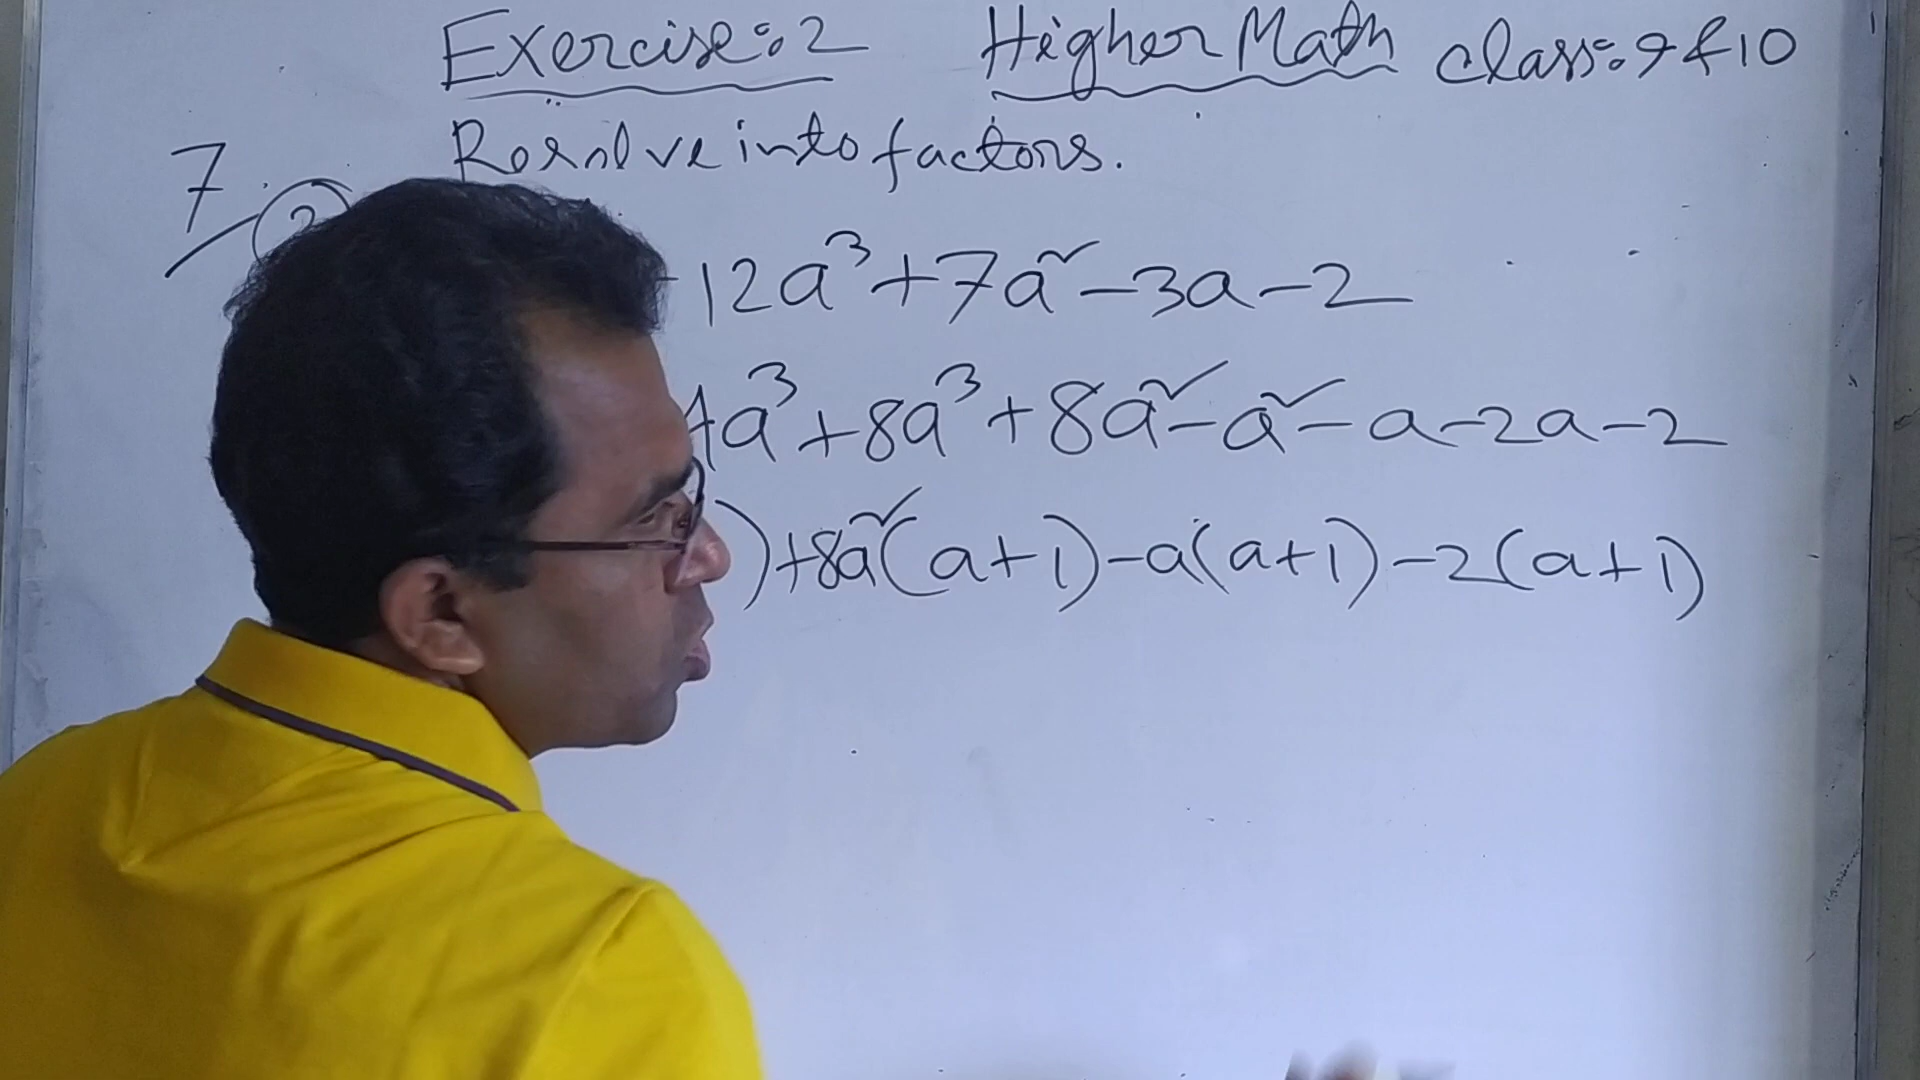 Exercise: 2 Higher Math class: 9 & 10
Resolve into factors.
7
+12a³+7a²-3a-2
4a³+8a³+8a²-a²-a-2a-2
)+8a²(a+1)-a(a+1)-2(a+1)